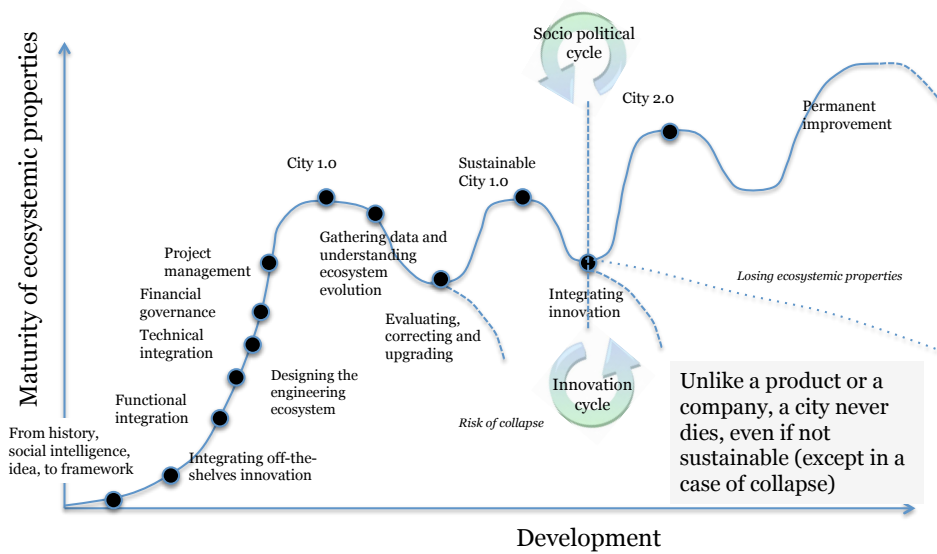 Maturity of ecosystemic properties
Socio political
cycle
City 2.0
Permanent
improvement
City 1.0
Sustainable
City 1.0
Project
management
Gathering data and
understanding
ecosystem
evolution
Losing ecosystemic properties
Financial
governance
Integrating
innovation
Technical
integration
Evaluating,
correcting and
upgrading
Designing the
engineering
ecosystem
Innovation
cycle
Unlike a product or a
company, a city never
dies, even if not
sustainable (except in a
case of collapse)
Functional
integration
Risk of collapse
From history,
social intelligence,
idea, to framework
Integrating off-the-
shelves innovation
Development